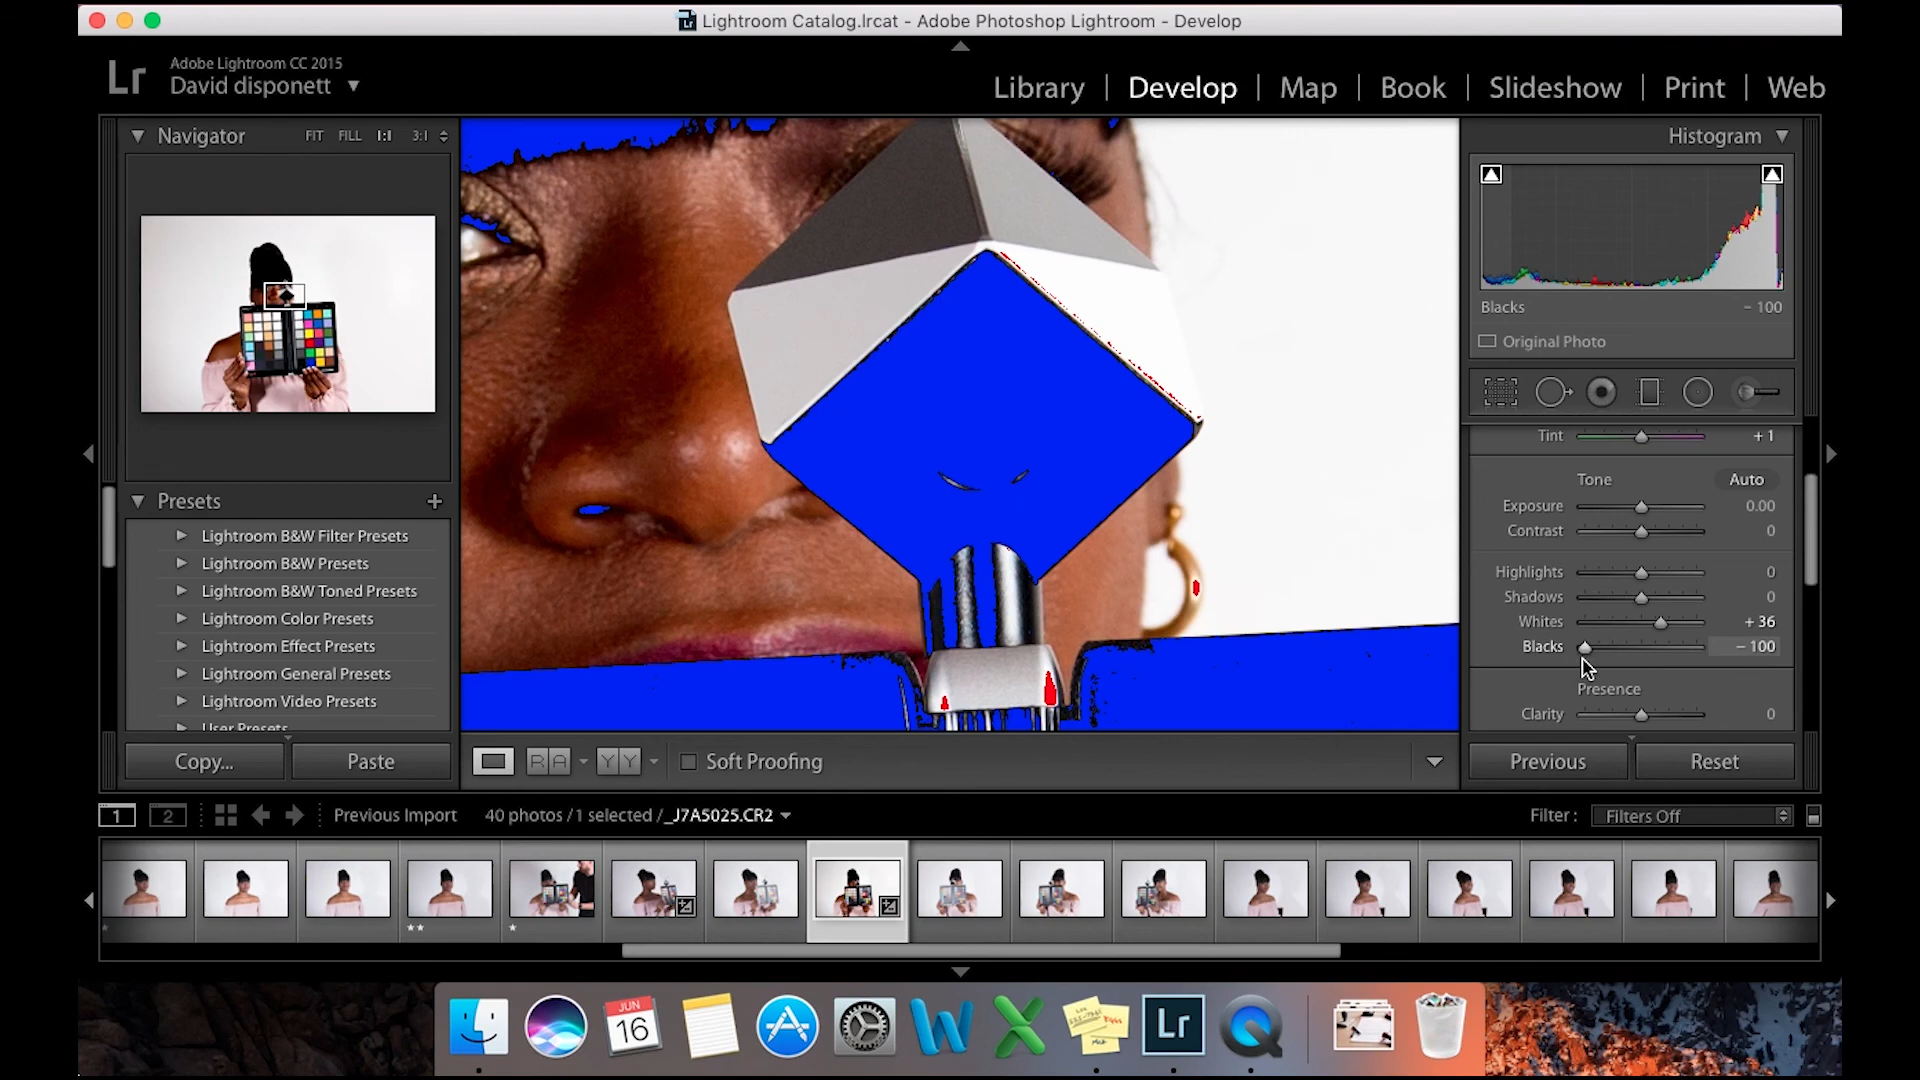 Lightroom Catalog.lrcat - Adobe Photoshop Lightroom - Develop
Lr
Adobe Lightroom CC 2015
David disponett
Library | Develop | Map | Book | Slideshow | Print | Web
Navigator FIT FILL 1:1 3:1
Histogram
Blacks - 100
Original Photo
Tint + 1
Tone Auto
Exposure 0.00
Contrast 0
Highlights 0
Shadows 0
Whites + 36
Blacks - 100
Presence
Clarity 0
Presets +
Lightroom B&W Filter Presets
Lightroom B&W Presets
Lightroom B&W Toned Presets
Lightroom Color Presets
Lightroom Effect Presets
Lightroom General Presets
Lightroom Video Presets
User Presets
Copy... Paste
R A Y Y Soft Proofing
Previous Reset
1 2 Previous Import 40 photos / 1 selected / _J7A5025.CR2
Filter : Filters Off
JUN
16
W
X
Lr